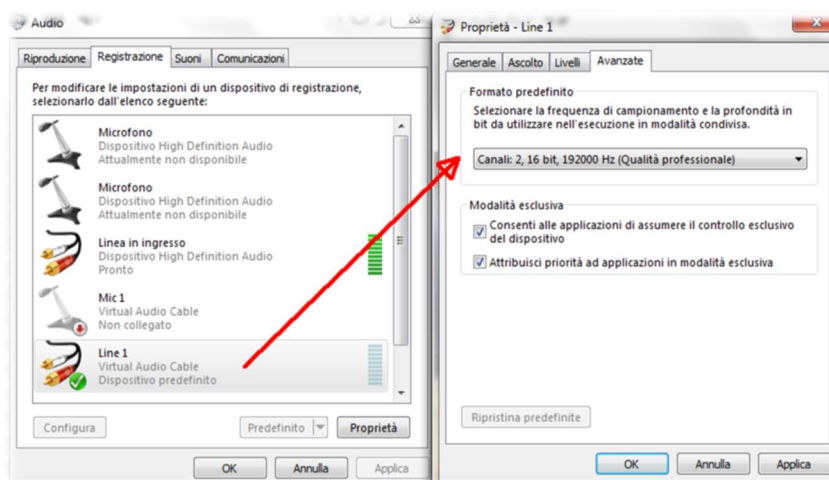 Audio
Riproduzione Registrazione Suoni Comunicazioni
Per modificare le impostazioni di un dispositivo di registrazione,
selezionarlo dall'elenco seguente:
Microfono
Dispositivo High Definition Audio
Attualmente non disponibile
Microfono
Dispositivo High Definition Audio
Attualmente non disponibile
Linea in ingresso
Dispositivo High Definition Audio
Pronto
Mic 1
Virtual Audio Cable
Non collegato
Line 1
Virtual Audio Cable
Dispositivo predefinito
Configura Predefinito Proprietà
OK Annulla Applica
Proprietà - Line 1
Generale Ascolto Livelli Avanzate
Formato predefinito
Selezionare la frequenza di campionamento e la profondità in
bit da utilizzare nell'esecuzione in modalità condivisa.
Canali: 2, 16 bit, 192000 Hz (Qualità professionale)
Modalità esclusiva
Consenti alle applicazioni di assumere il controllo esclusivo
del dispositivo
Attribuisci priorità ad applicazioni in modalità esclusiva
Ripristina predefinite
OK Annulla Applica